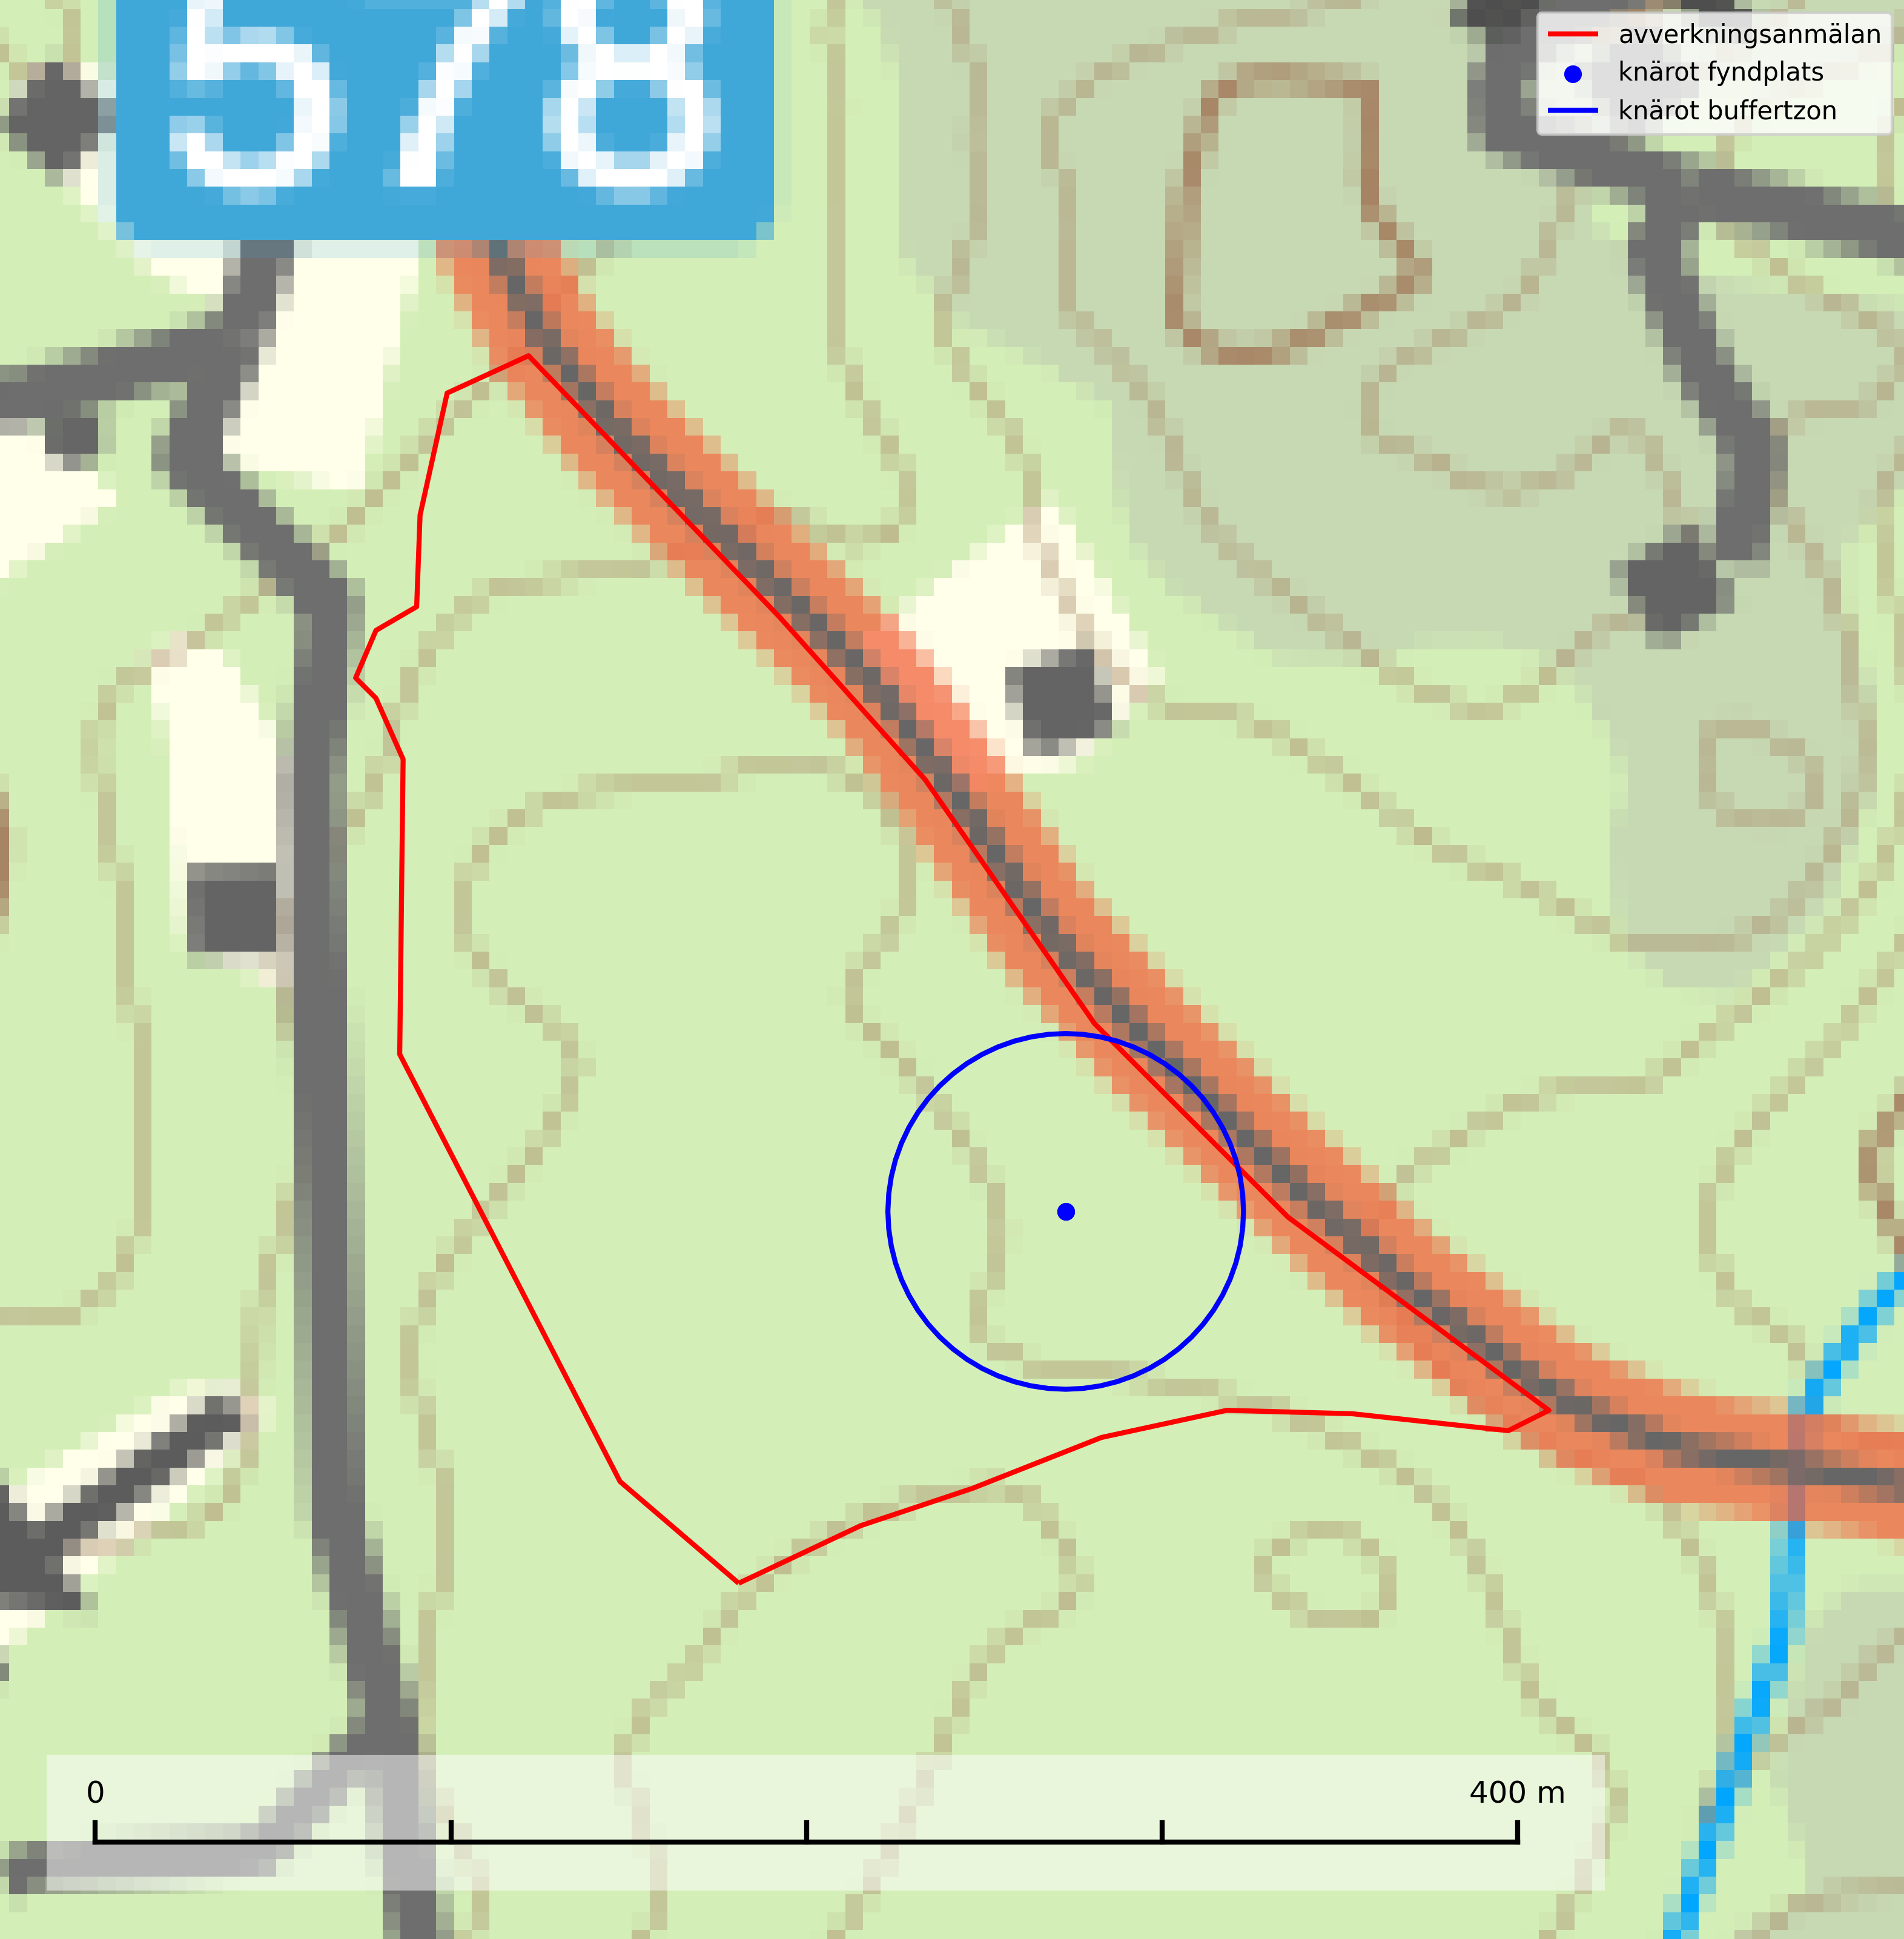 578
avverkningsanmälan
knärot fyndplats
knärot buffertzon
0 400 m